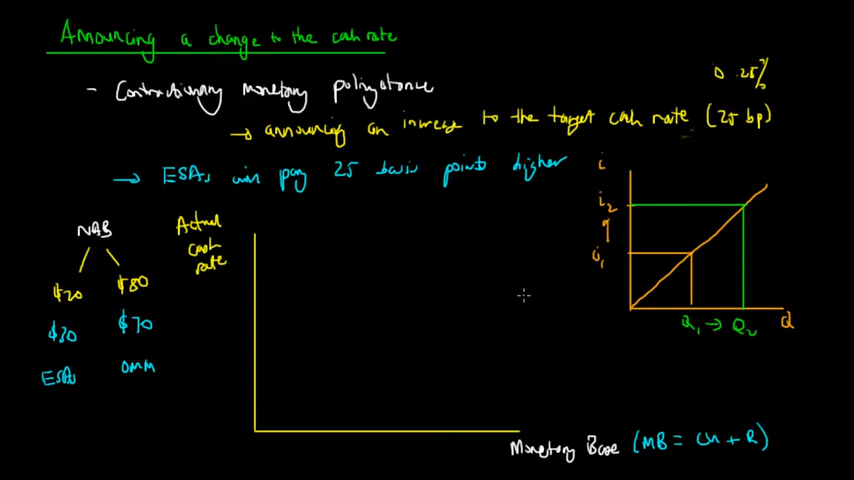 Announcing a change to the cash rate
- Contractionary monetary policy stance
0.25%
→ announcing an increase to the target cash rate (25 bp)
→ ESAs will pay 25 basis points higher
NAB
$20 $80
$30 $70
ESAs OMM
Actual
cash
rate
i
i₂
i₁
Q₁ → Q₂ Q
Monetary Base (MB = Cu + R)